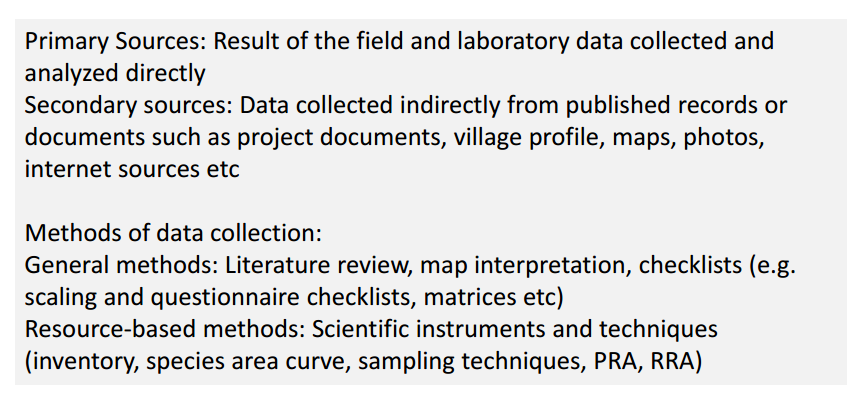 Primary Sources: Result of the field and laboratory data collected and
analyzed directly
Secondary sources: Data collected indirectly from published records or
documents such as project documents, village profile, maps, photos,
internet sources etc
Methods of data collection:
General methods: Literature review, map interpretation, checklists (e.g.
scaling and questionnaire checklists, matrices etc)
Resource-based methods: Scientific instruments and techniques
(inventory, species area curve, sampling techniques, PRA, RRA)